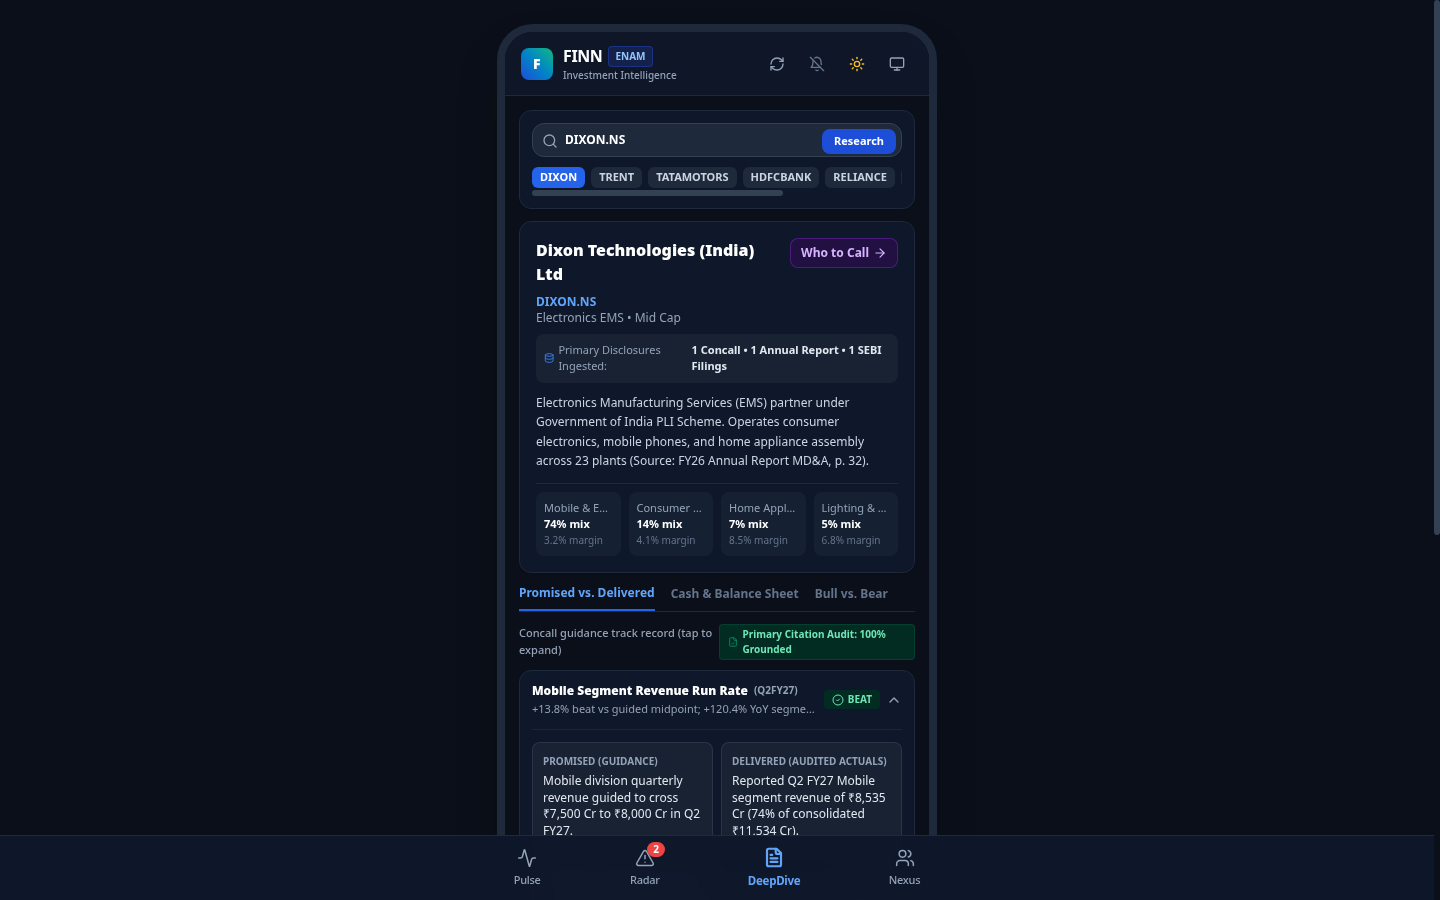 F
FINN ENAM
Investment Intelligence
DIXON.NS
Research
DIXON TRENT TATAMOTORS HDFCBANK RELIANCE
Dixon Technologies (India)
Ltd
Who to Call →
DIXON.NS
Electronics EMS • Mid Cap
Primary Disclosures
Ingested:
1 Concall • 1 Annual Report • 1 SEBI
Filings
Electronics Manufacturing Services (EMS) partner under
Government of India PLI Scheme. Operates consumer
electronics, mobile phones, and home appliance assembly
across 23 plants (Source: FY26 Annual Report MD&A, p. 32).
Mobile & E...
74% mix
3.2% margin
Consumer ...
14% mix
4.1% margin
Home Appl...
7% mix
8.5% margin
Lighting & ...
5% mix
6.8% margin
Promised vs. Delivered Cash & Balance Sheet Bull vs. Bear
Concall guidance track record (tap to
expand)
Primary Citation Audit: 100%
Grounded
Mobile Segment Revenue Run Rate (Q2FY27)
+13.8% beat vs guided midpoint; +120.4% YoY segme...
BEAT
PROMISED (GUIDANCE)
Mobile division quarterly
revenue guided to cross
₹7,500 Cr to ₹8,000 Cr in Q2
FY27.
DELIVERED (AUDITED ACTUALS)
Reported Q2 FY27 Mobile
segment revenue of ₹8,535
Cr (74% of consolidated
₹11,534 Cr).
Pulse
2
Radar
DeepDive
Nexus